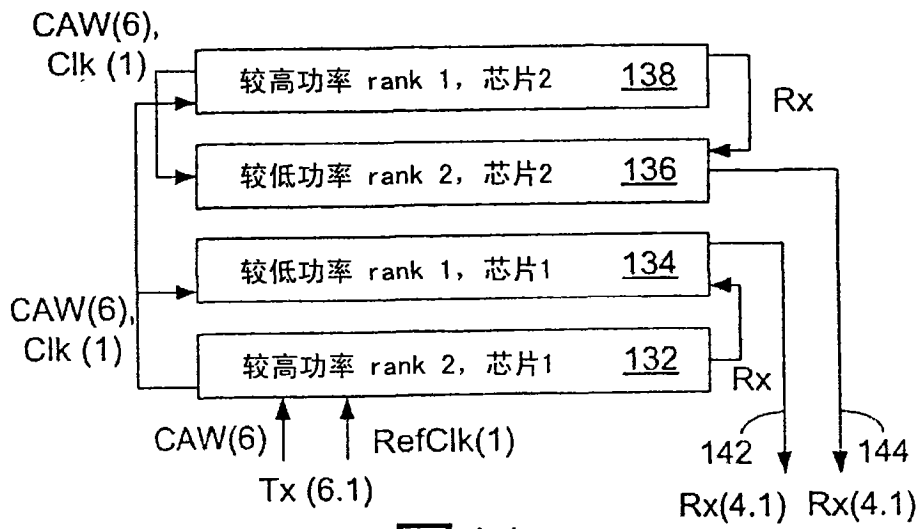 CAW(6),
Clk (1)
较高功率 rank 1, 芯片2 138
Rx
较低功率 rank 2, 芯片2 136
较低功率 rank 1, 芯片1 134
CAW(6),
Clk (1)
较高功率 rank 2, 芯片1 132
Rx
CAW(6) RefClk(1)
142 144
Tx (6.1)
Rx(4.1) Rx(4.1)